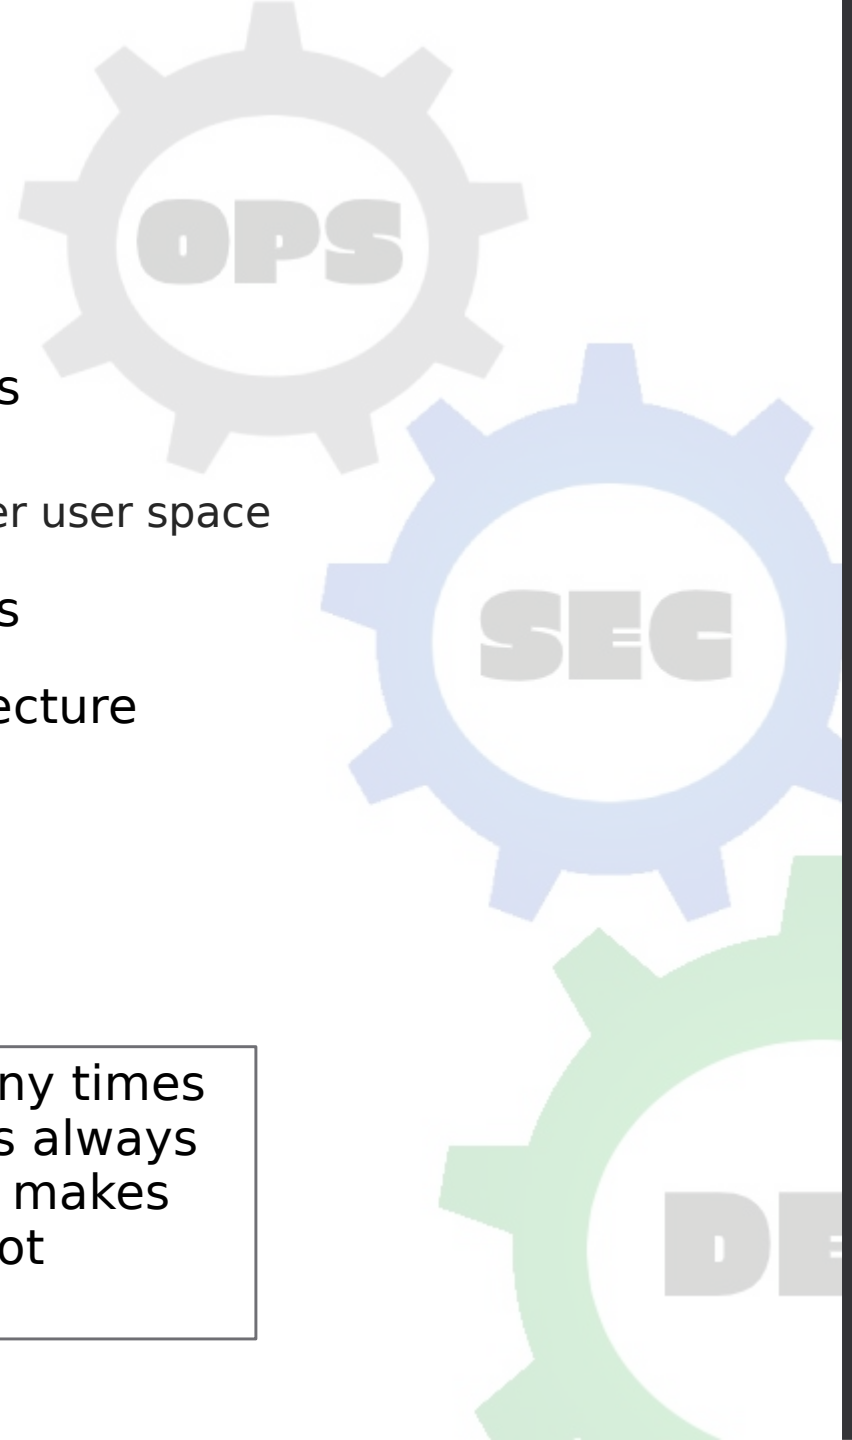 OPS
s
er user space
SEC
s
ecture
ny times
s always
makes
ot
DE